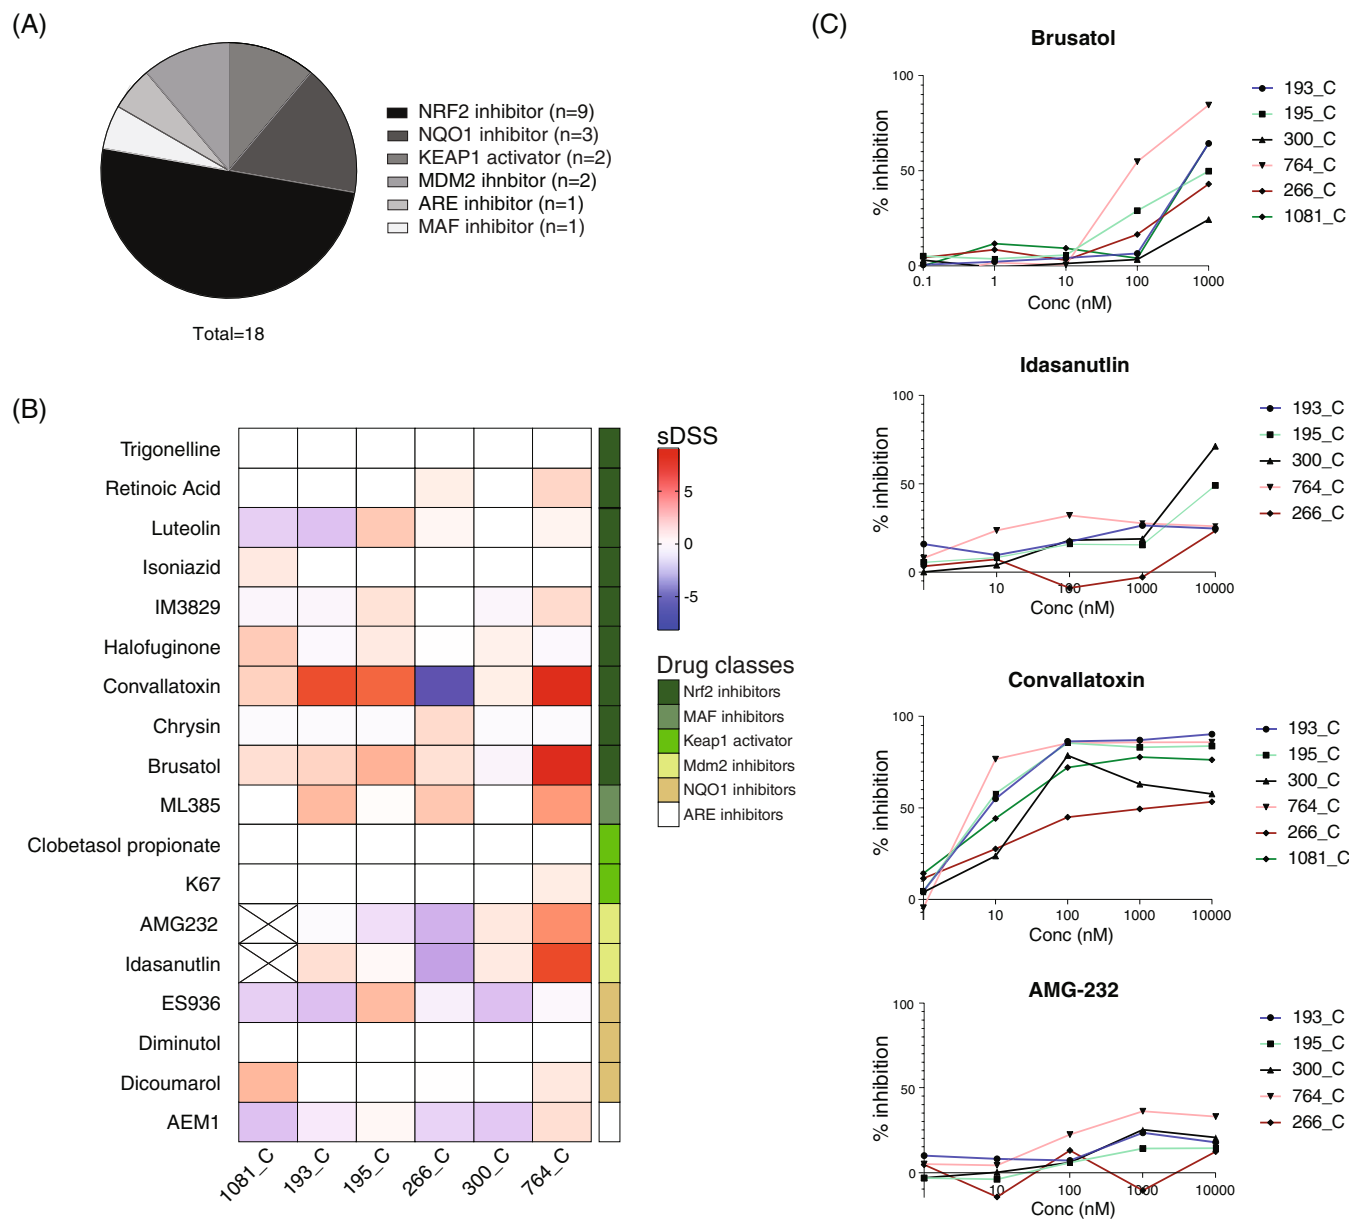 (A)
NRF2 inhibitor (n=9)
NQO1 inhibitor (n=3)
KEAP1 activator (n=2)
MDM2 ihnbitor (n=2)
ARE inhibitor (n=1)
MAF inhibitor (n=1)
Total=18
(B)
Trigonelline
Retinoic Acid
Luteolin
Isoniazid
IM3829
Halofuginone
Convallatoxin
Chrysin
Brusatol
ML385
Clobetasol propionate
K67
AMG232
Idasanutlin
ES936
Diminutol
Dicoumarol
AEM1
1081_C
193_C
195_C
266_C
300_C
764_C
sDSS
5
0
-5
Drug classes
Nrf2 inhibitors
MAF inhibitors
Keap1 activator
Mdm2 inhibitors
NQO1 inhibitors
ARE inhibitors
(C)
Brusatol
% inhibition
100
50
0
0.1
1
10
100
1000
Conc (nM)
193_C
195_C
300_C
764_C
266_C
1081_C
Idasanutlin
% inhibition
100
50
0
1
10
100
1000
10000
Conc (nM)
193_C
195_C
300_C
764_C
266_C
Convallatoxin
% inhibition
100
50
0
1
10
100
1000
10000
Conc (nM)
193_C
195_C
300_C
764_C
266_C
1081_C
AMG-232
% inhibition
100
50
0
1
10
100
1000
10000
Conc (nM)
193_C
195_C
300_C
764_C
266_C